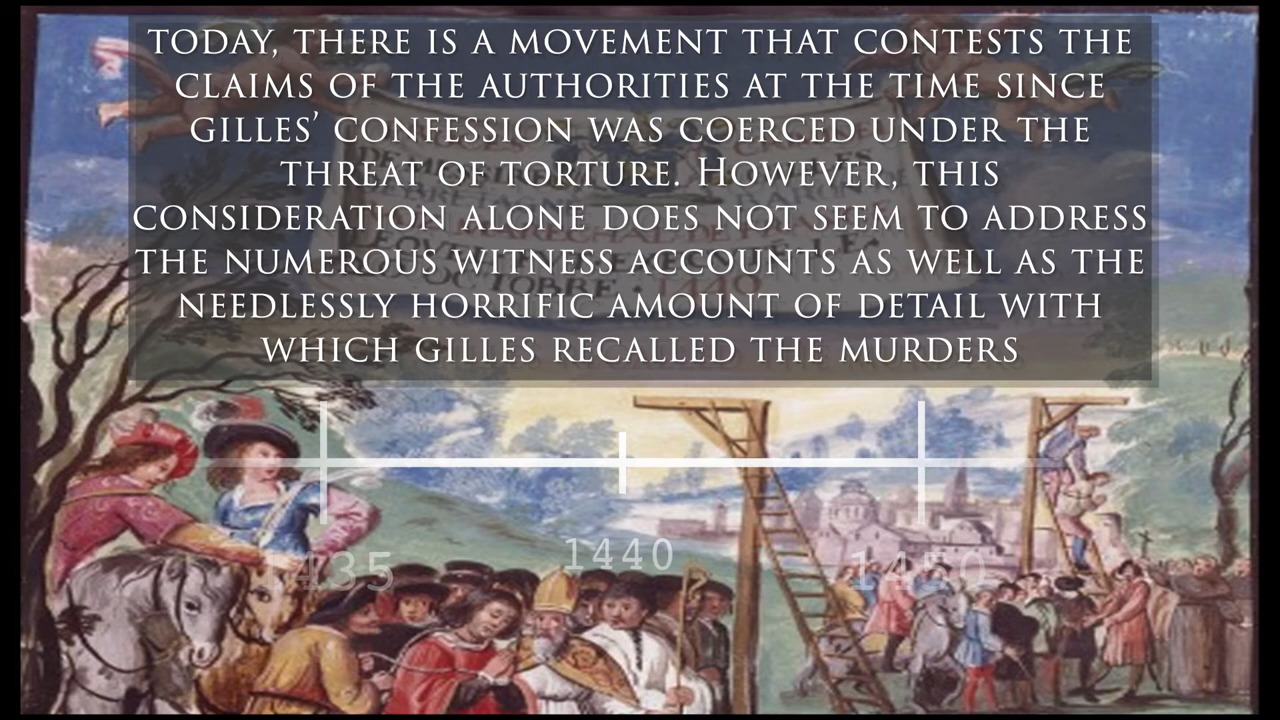 TODAY, THERE IS A MOVEMENT THAT CONTESTS THE
CLAIMS OF THE AUTHORITIES AT THE TIME SINCE
GILLES’ CONFESSION WAS COERCED UNDER THE
THREAT OF TORTURE. HOWEVER, THIS
CONSIDERATION ALONE DOES NOT SEEM TO ADDRESS
THE NUMEROUS WITNESS ACCOUNTS AS WELL AS THE
NEEDLESSLY HORRIFIC AMOUNT OF DETAIL WITH
WHICH GILLES RECALLED THE MURDERS
1435 1440 1450